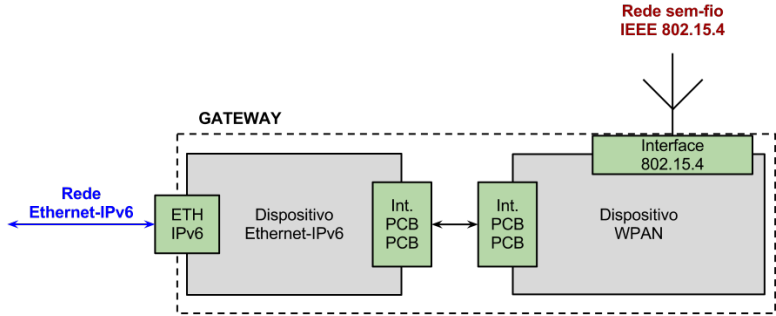 Rede sem-fio
IEEE 802.15.4
GATEWAY
Interface
802.15.4
Rede
Ethernet-IPv6
ETH
IPv6
Dispositivo
Ethernet-IPv6
Int.
PCB
PCB
Int.
PCB
PCB
Dispositivo
WPAN